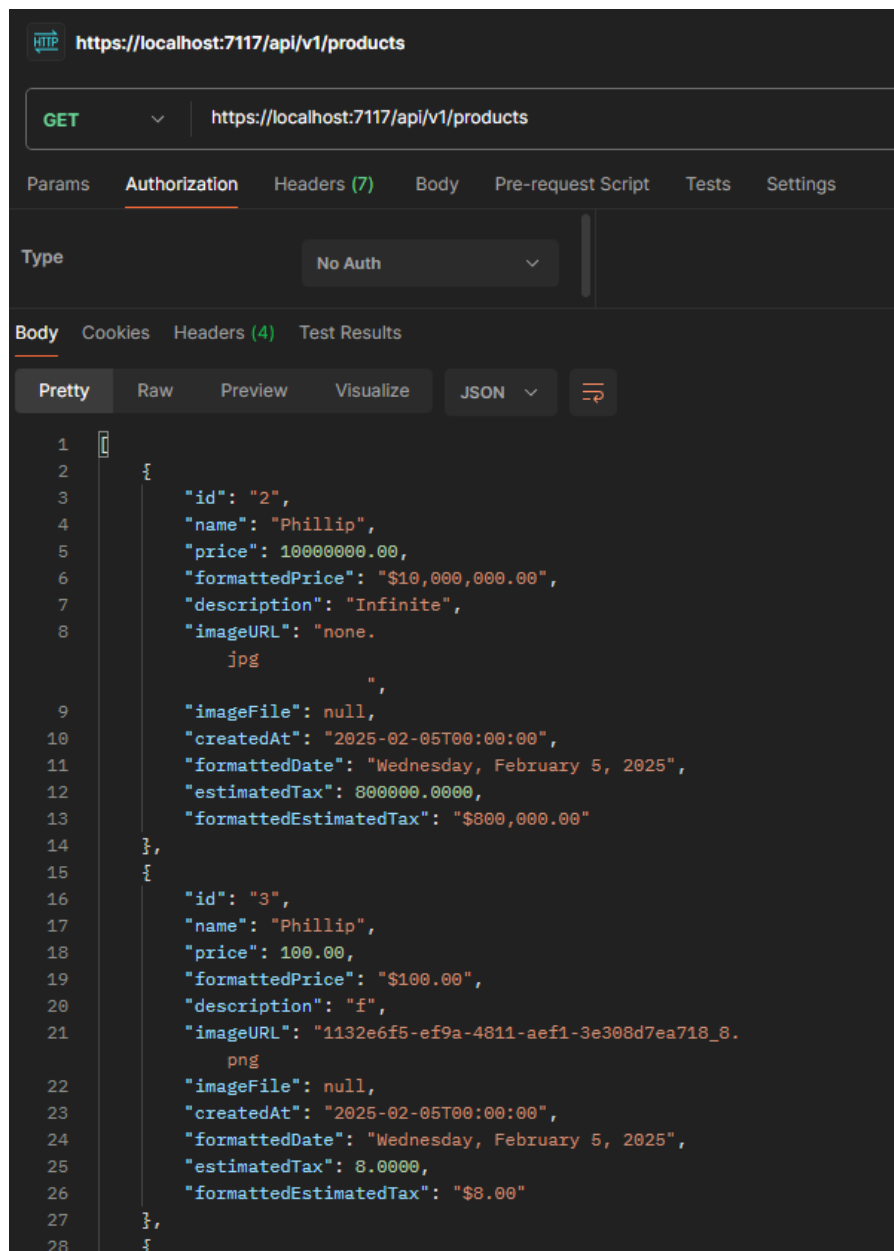 HTTP https://localhost:7117/api/v1/products
GET https://localhost:7117/api/v1/products
Params Authorization Headers (7) Body Pre-request Script Tests Settings
Type No Auth
Body Cookies Headers (4) Test Results
Pretty Raw Preview Visualize JSON
1 [
2 {
3 "id": "2",
4 "name": "Phillip",
5 "price": 10000000.00,
6 "formattedPrice": "$10,000,000.00",
7 "description": "Infinite",
8 "imageURL": "none.
jpg
",
9 "imageFile": null,
10 "createdAt": "2025-02-05T00:00:00",
11 "formattedDate": "Wednesday, February 5, 2025",
12 "estimatedTax": 800000.0000,
13 "formattedEstimatedTax": "$800,000.00"
14 },
15 {
16 "id": "3",
17 "name": "Phillip",
18 "price": 100.00,
19 "formattedPrice": "$100.00",
20 "description": "f",
21 "imageURL": "1132e6f5-ef9a-4811-aef1-3e308d7ea718_8.
png
22 "imageFile": null,
23 "createdAt": "2025-02-05T00:00:00",
24 "formattedDate": "Wednesday, February 5, 2025",
25 "estimatedTax": 8.0000,
26 "formattedEstimatedTax": "$8.00"
27 },
28 {